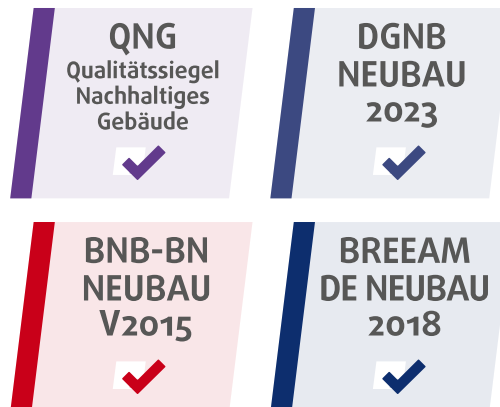 QNG
Qualitätssiegel
Nachhaltiges
Gebäude
DGNB
NEUBAU
2023
BNB-BN
NEUBAU
V2015
BREEAM
DE NEUBAU
2018